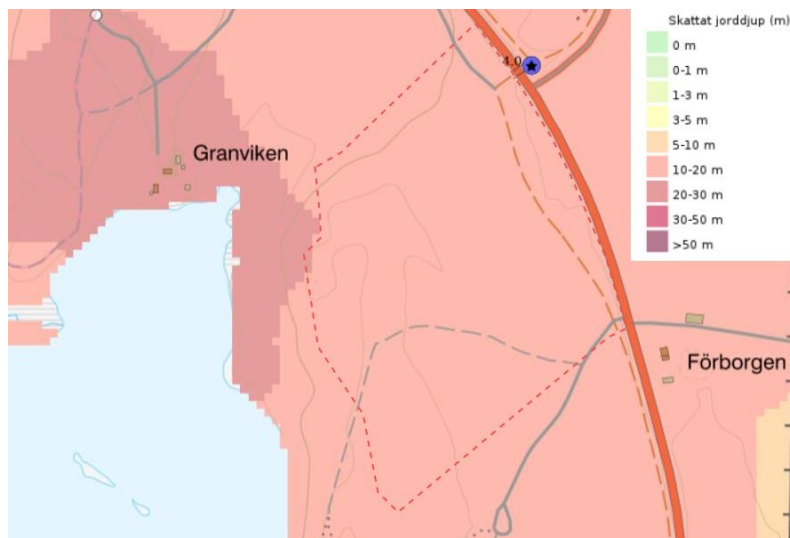 Skattat jorddjup (m)
0 m
0-1 m
1-3 m
3-5 m
5-10 m
10-20 m
20-30 m
30-50 m
>50 m
4.0
Granviken
Förborgen